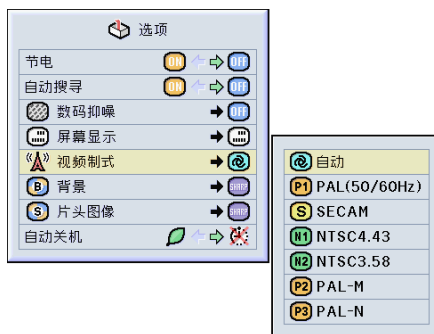 选项
节电 ON OFF
自动搜寻 ON OFF
数码抑噪 OFF
屏幕显示
视频制式
B 背景 SHARP
S 片头图像 SHARP
自动关机
自动
P1 PAL(50/60Hz)
S SECAM
N1 NTSC4.43
N2 NTSC3.58
P2 PAL-M
P3 PAL-N